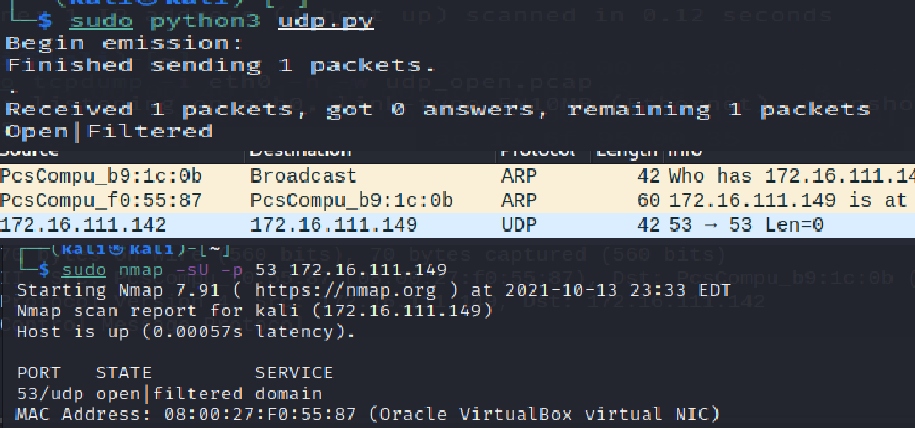 $ sudo python3 udp.py
Begin emission:
Finished sending 1 packets.
.
Received 1 packets, got 0 answers, remaining 1 packets
Open|Filtered
Source Destination Protocol Length Info
PcsCompu_b9:1c:0b Broadcast ARP 42 Who has 172.16.111.14
PcsCompu_f0:55:87 PcsCompu_b9:1c:0b ARP 60 172.16.111.149 is at
172.16.111.142 172.16.111.149 UDP 42 53 → 53 Len=0
(kali㉿kali)-[~]
$ sudo nmap -sU -p 53 172.16.111.149
Starting Nmap 7.91 ( https://nmap.org ) at 2021-10-13 23:33 EDT
Nmap scan report for kali (172.16.111.149)
Host is up (0.00057s latency).
PORT STATE SERVICE
53/udp open|filtered domain
MAC Address: 08:00:27:F0:55:87 (Oracle VirtualBox virtual NIC)